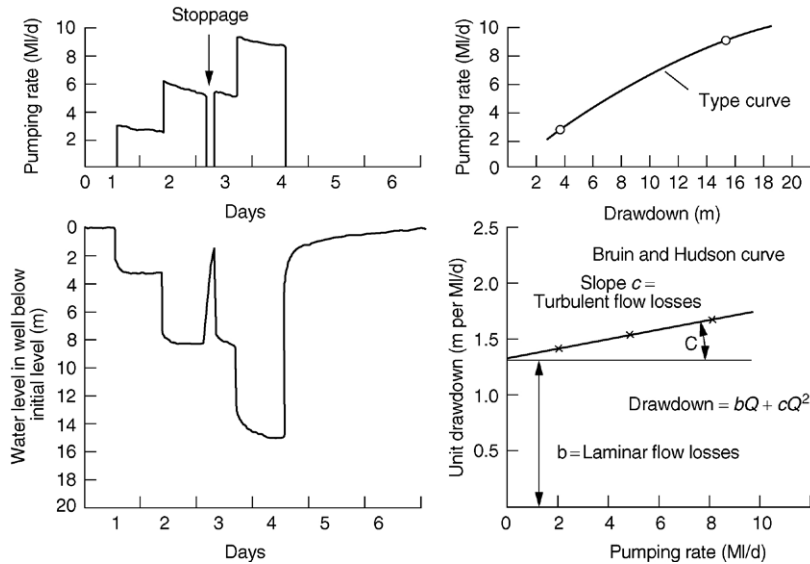 Stoppage
Pumping rate (Ml/d)
10
8
6
4
2
0
0 1 2 3 4 5 6
Days
Pumping rate (Ml/d)
10
8
6
4
2
0
Type curve
2 4 6 8 10 12 14 16 18 20
Drawdown (m)
Water level in well below
initial level (m)
0
2
4
6
8
10
12
14
16
18
20
1 2 3 4 5 6
Days
Unit drawdown (m per Ml/d)
2.5
2.0
1.5
1.0
0.5
Bruin and Hudson curve
Slope c =
Turbulent flow losses
C
Drawdown = bQ + cQ²
b = Laminar flow losses
0 2 4 6 8 10
Pumping rate (Ml/d)